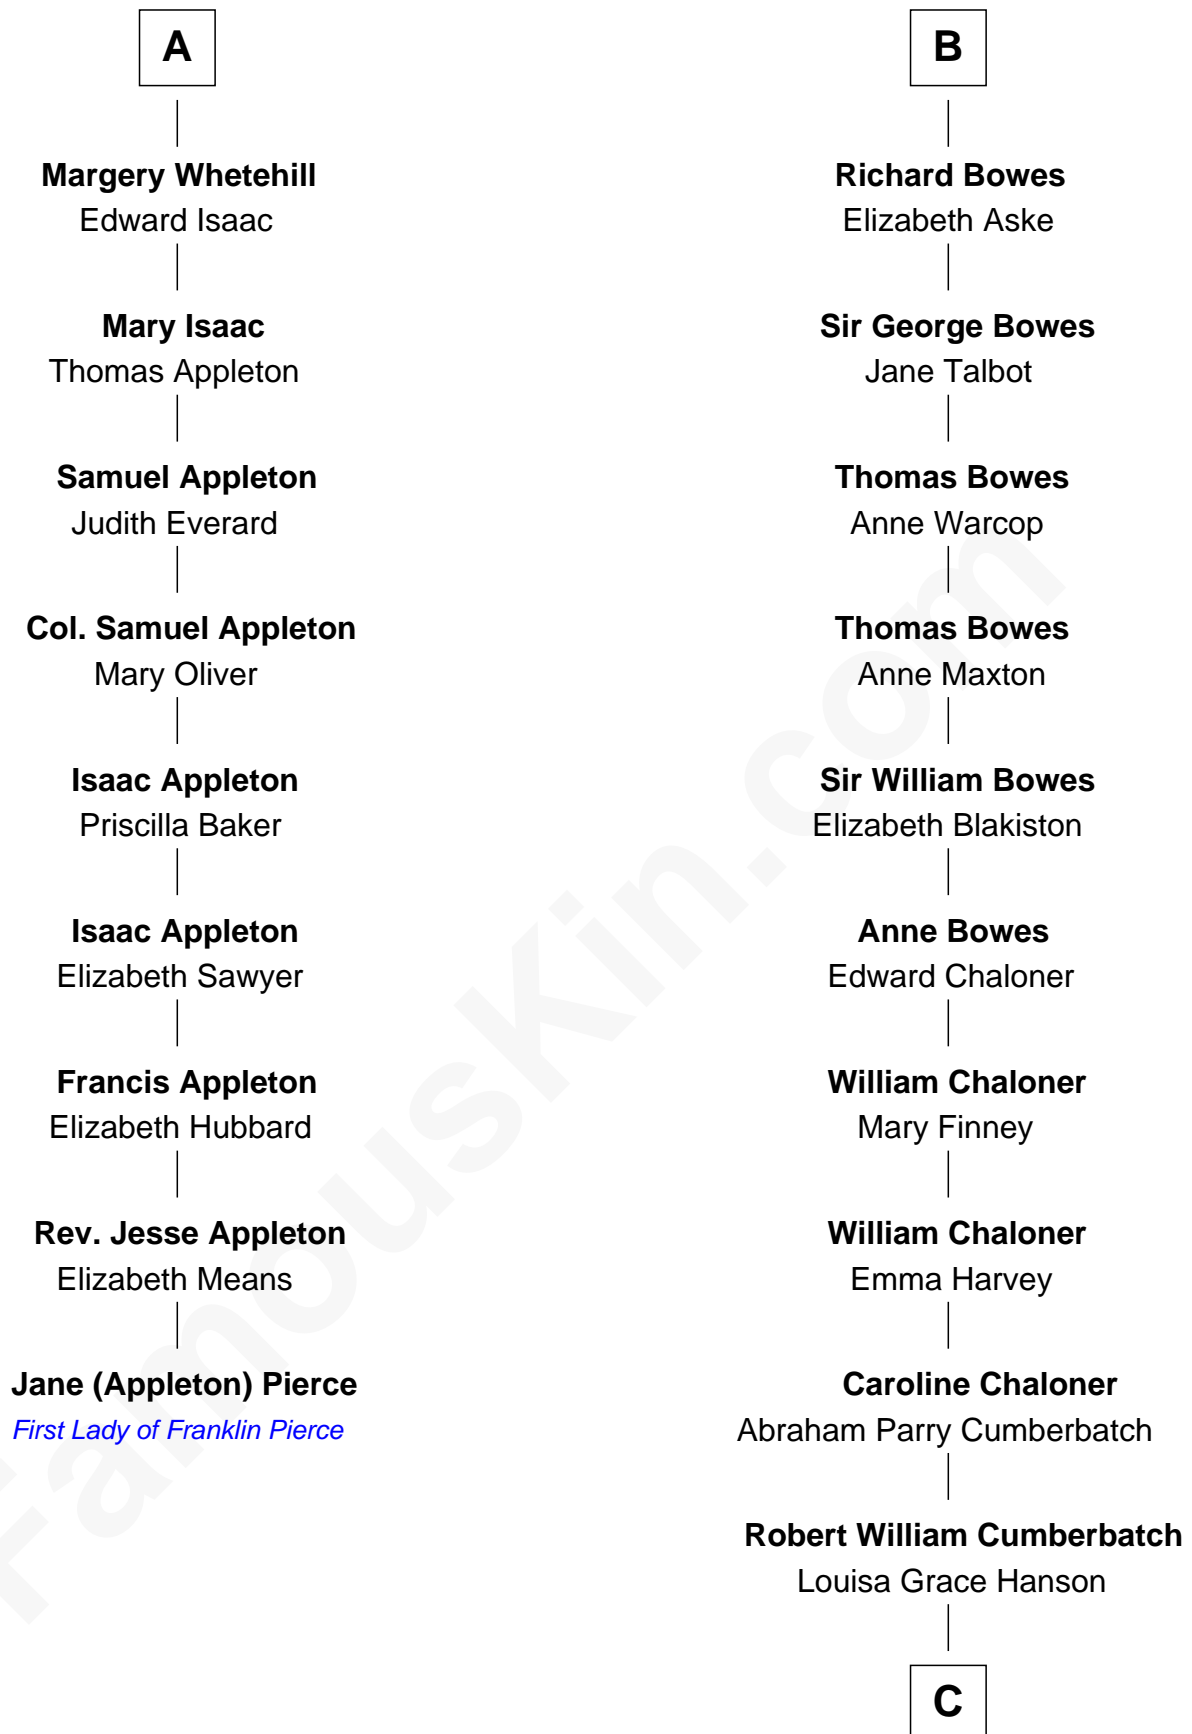 A
Margery Whetehill
Edward Isaac
Mary Isaac
Thomas Appleton
Samuel Appleton
Judith Everard
Col. Samuel Appleton
Mary Oliver
Isaac Appleton
Priscilla Baker
Isaac Appleton
Elizabeth Sawyer
Francis Appleton
Elizabeth Hubbard
Rev. Jesse Appleton
Elizabeth Means
Jane (Appleton) Pierce
First Lady of Franklin Pierce
B
Richard Bowes
Elizabeth Aske
Sir George Bowes
Jane Talbot
Thomas Bowes
Anne Warcop
Thomas Bowes
Anne Maxton
Sir William Bowes
Elizabeth Blakiston
Anne Bowes
Edward Chaloner
William Chaloner
Mary Finney
William Chaloner
Emma Harvey
Caroline Chaloner
Abraham Parry Cumberbatch
Robert William Cumberbatch
Louisa Grace Hanson
C
FamousKin.com